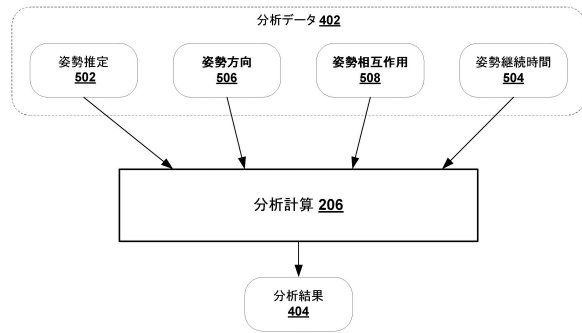 分析データ 402
姿勢推定
502
姿勢方向
506
姿勢相互作用
508
姿勢継続時間
504
分析計算 206
分析結果
404